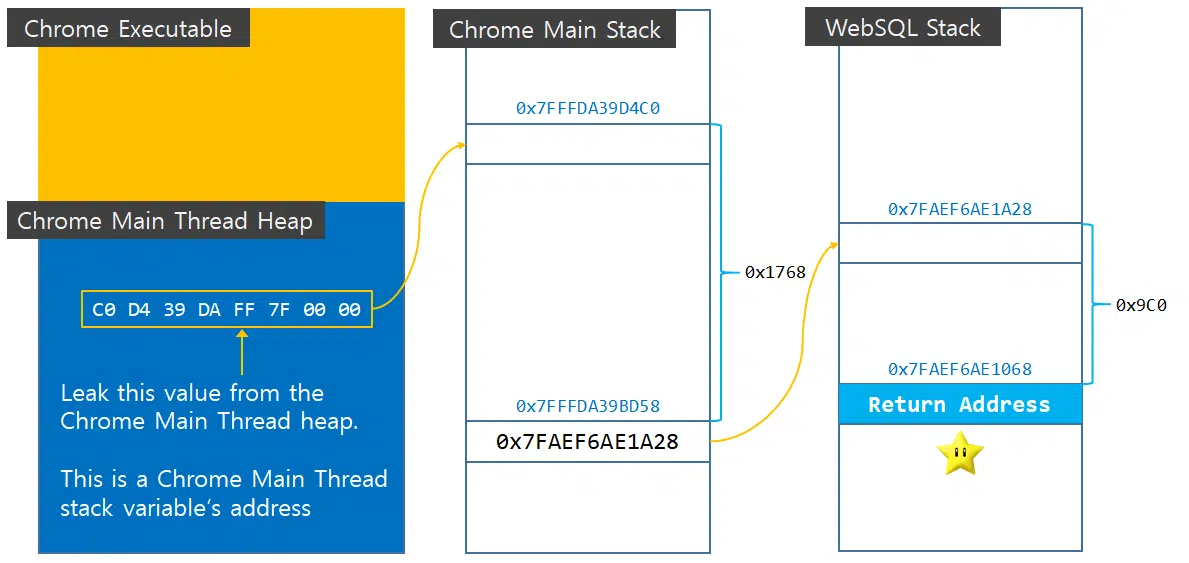 Chrome Executable
Chrome Main Thread Heap
C0 D4 39 DA FF 7F 00 00
Leak this value from the
Chrome Main Thread heap.
This is a Chrome Main Thread
stack variable’s address
Chrome Main Stack
0x7FFFDA39D4C0
0x1768
0x7FFFDA39BD58
0x7FAEF6AE1A28
WebSQL Stack
0x7FAEF6AE1A28
0x9C0
0x7FAEF6AE1068
Return Address